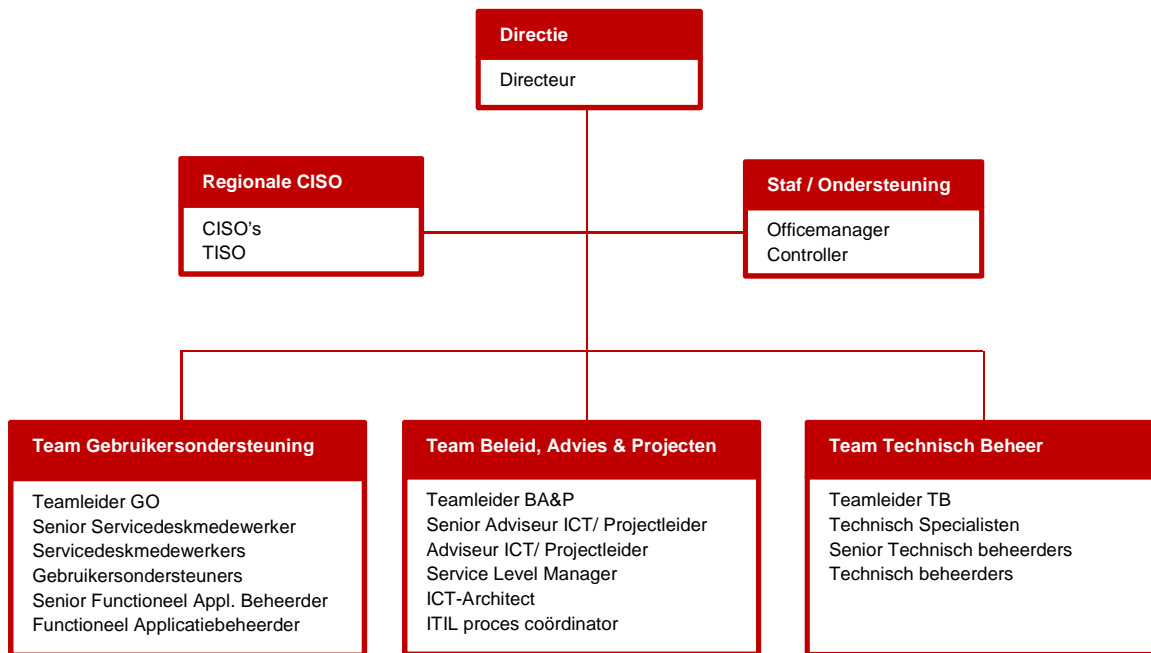 Directie
Directeur
Regionale CISO
CISO's
TISO
Staf / Ondersteuning
Officemanager
Controller
Team Gebruikersondersteuning
Teamleider GO
Senior Servicedeskmedewerker
Servicedeskmedewerkers
Gebruikersondersteuners
Senior Functioneel Appl. Beheerder
Functioneel Applicatiebeheerder
Team Beleid, Advies & Projecten
Teamleider BA&P
Senior Adviseur ICT/ Projectleider
Adviseur ICT/ Projectleider
Service Level Manager
ICT-Architect
ITIL proces coördinator
Team Technisch Beheer
Teamleider TB
Technisch Specialisten
Senior Technisch beheerders
Technisch beheerders